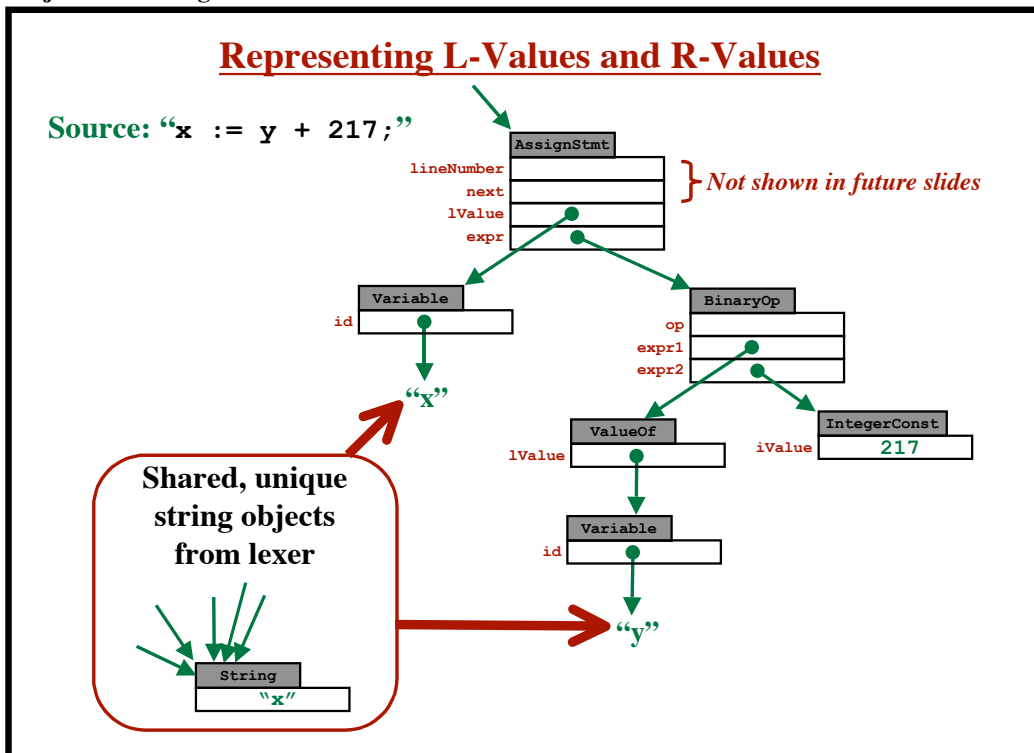 Representing L-Values and R-Values
Source: “x := y + 217;”
AssignStmt
lineNumber
next
lValue
expr
Not shown in future slides
Variable
id
“x”
BinaryOp
op
expr1
expr2
ValueOf
lValue
IntegerConst
iValue 217
Variable
id
“y”
Shared, unique
string objects
from lexer
String
"x"